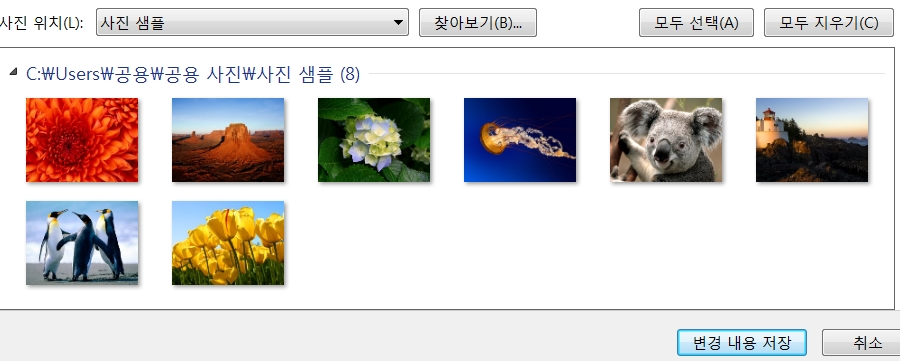 사진 위치(L): 사진 샘플 찾아보기(B)... 모두 선택(A) 모두 지우기(C)
C:₩Users₩공용₩공용 사진₩사진 샘플 (8)
변경 내용 저장 취소